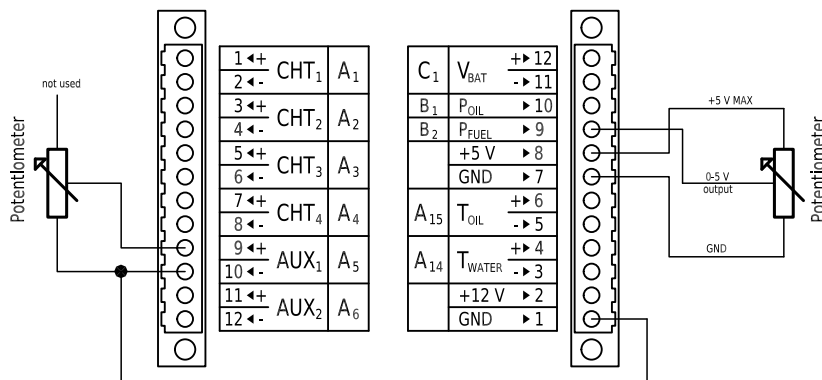 not used
Potentiometer
1 ◂+ CHT1 A1
2 ◂-
3 ◂+ CHT2 A2
4 ◂-
5 ◂+ CHT3 A3
6 ◂-
7 ◂+ CHT4 A4
8 ◂-
9 ◂+ AUX1 A5
10 ◂-
11 ◂+ AUX2 A6
12 ◂-
C1 VBAT +▸ 12
-▸ 11
B1 POIL ▸ 10
B2 PFUEL ▸ 9
+5 V ▸ 8
GND ▸ 7
A15 TOIL +▸ 6
-▸ 5
A14 TWATER +▸ 4
-▸ 3
+12 V ▸ 2
GND ▸ 1
+5 V MAX
0-5 V
output
GND
Potentiometer